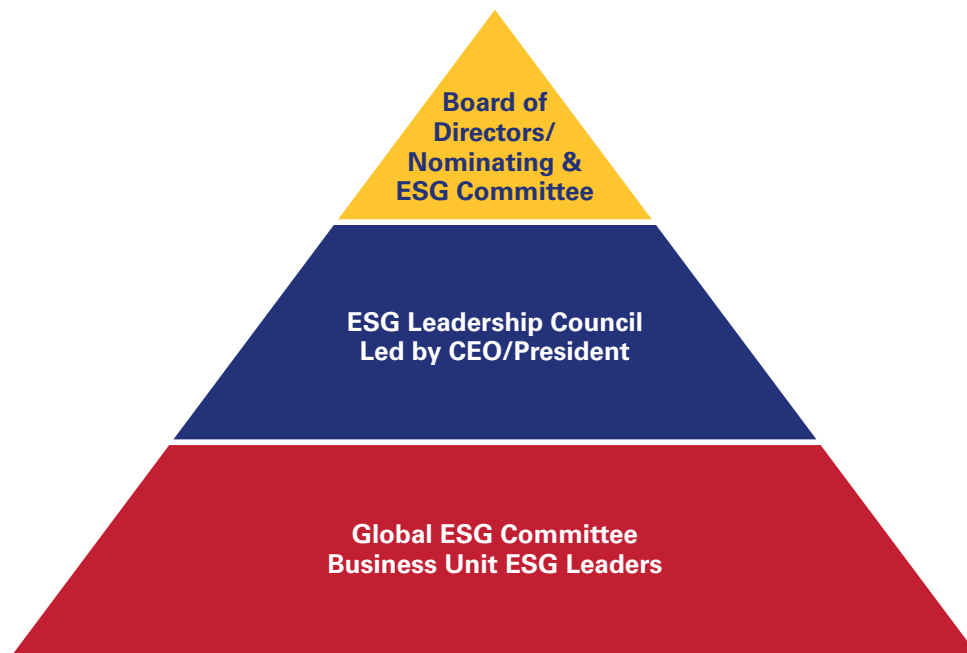 Board of
Directors/
Nominating &
ESG Committee
ESG Leadership Council
Led by CEO/President
Global ESG Committee
Business Unit ESG Leaders